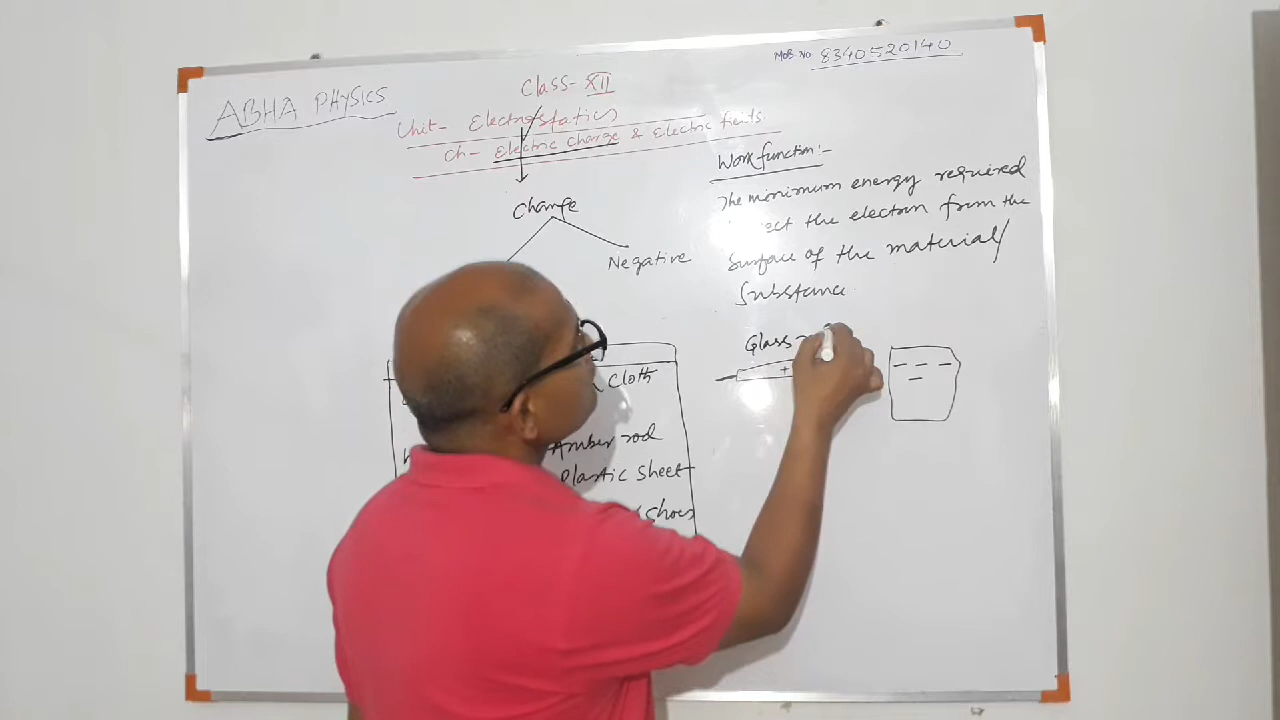 ABHA PHYSICS
Class- XII
MOB No 8340520140
Unit- Electrostatics
Ch- Electric Charge & Electric fields
Charge
Negative
Work function:-
The minimum energy required
the electron from the
Surface of the material/
Substance
Glass
+
Cloth
Amber rod
Plastic Sheet
Shoes